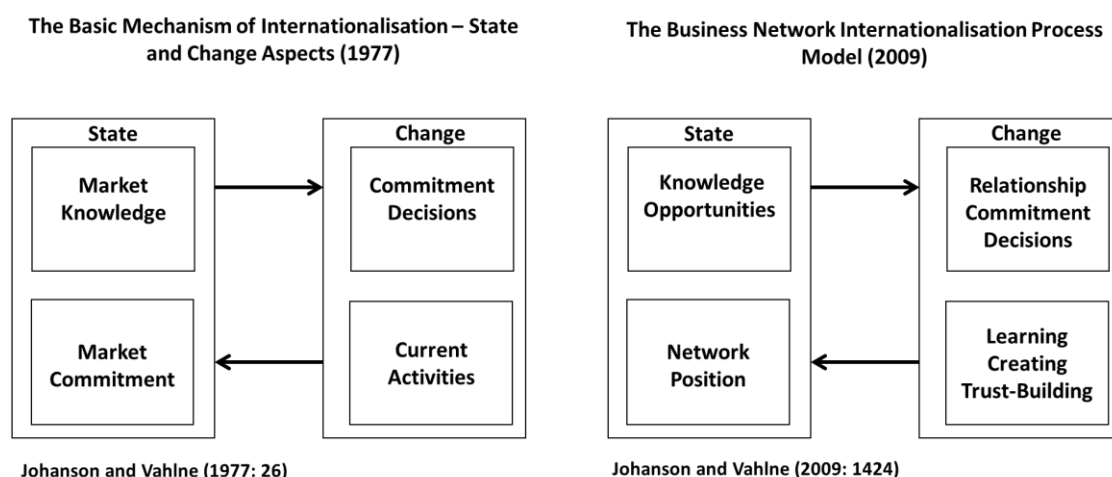 The Basic Mechanism of Internationalisation – State
and Change Aspects (1977)
State
Market
Knowledge
Market
Commitment
Change
Commitment
Decisions
Current
Activities
Johanson and Vahlne (1977: 26)
The Business Network Internationalisation Process
Model (2009)
State
Knowledge
Opportunities
Network
Position
Change
Relationship
Commitment
Decisions
Learning
Creating
Trust-Building
Johanson and Vahlne (2009: 1424)